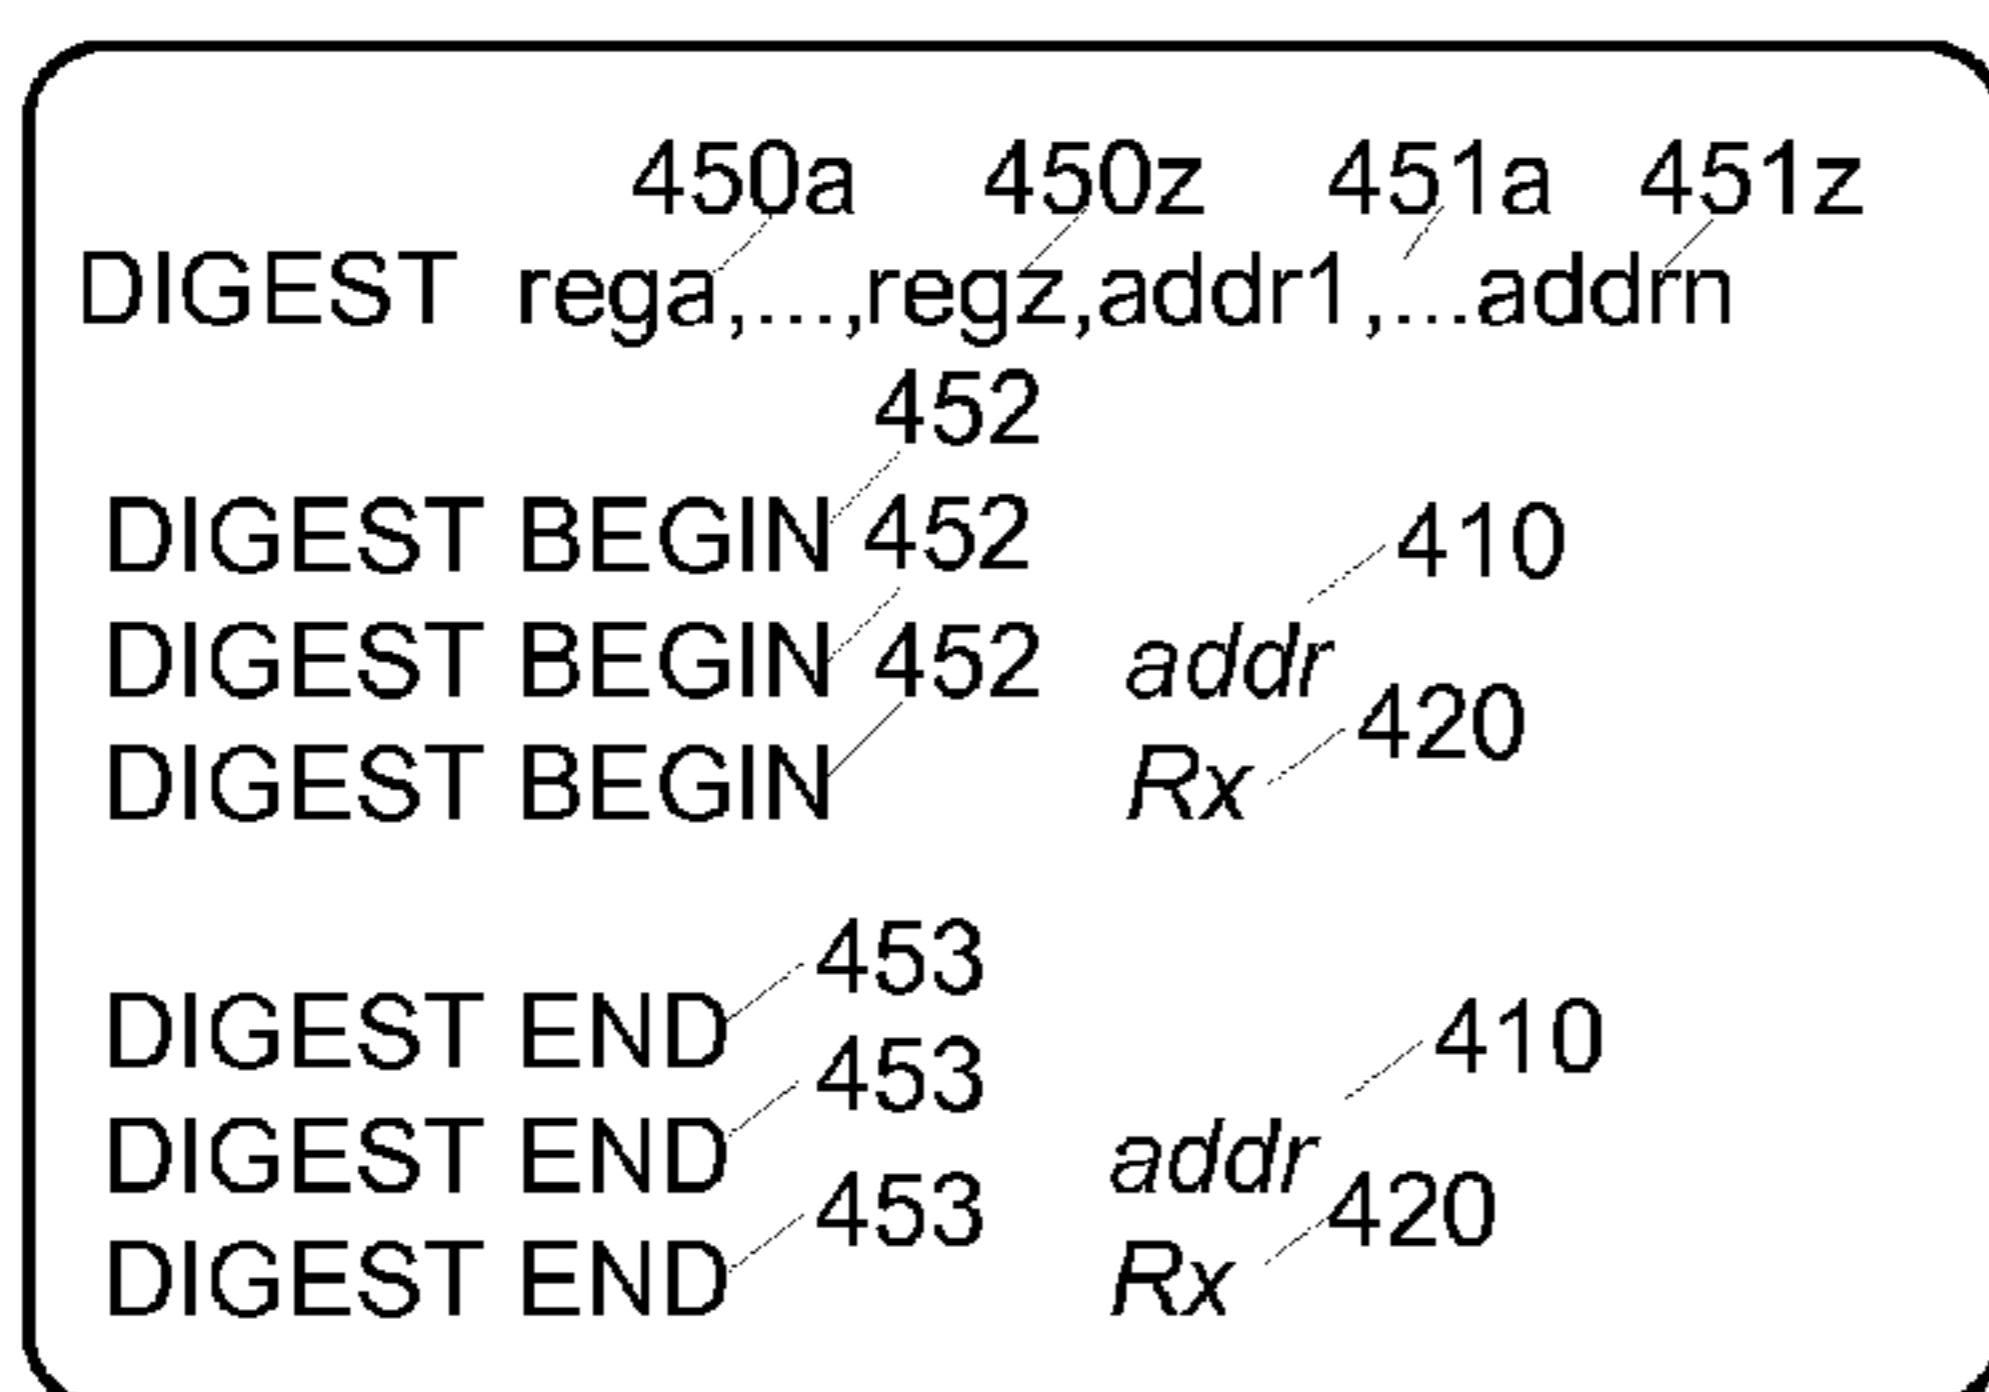 450a 450z 451a 451z
DIGEST rega,...,regz,addr1,...addrn
452
DIGEST BEGIN 452 410
DIGEST BEGIN 452 addr
420
DIGEST BEGIN Rx
453
DIGEST END 410
453
DIGEST END addr
453 420
DIGEST END Rx